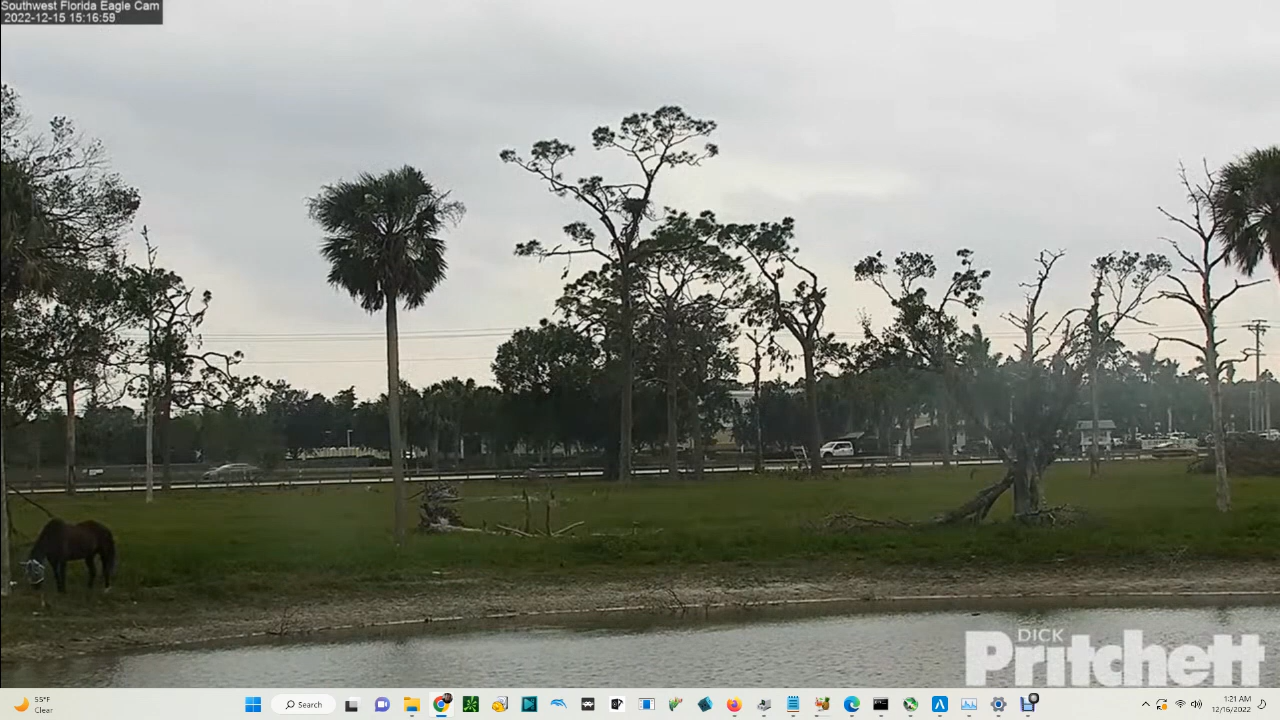 Southwest Florida Eagle Cam
2022-12-15 15:16:59
DICK
Pritchett
55°F
Clear
Search
1:21 AM
12/16/2022